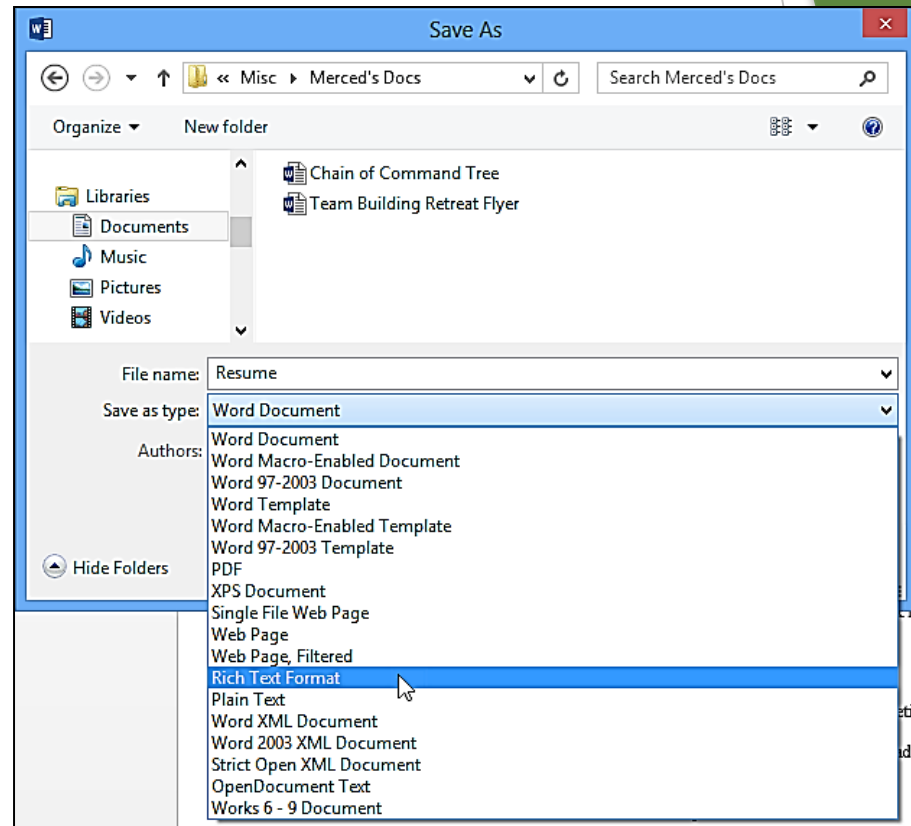 Save As
« Misc Merced's Docs
Search Merced's Docs
Organize New folder
Libraries
Documents
Music
Pictures
Videos
Chain of Command Tree
Team Building Retreat Flyer
File name: Resume
Save as type: Word Document
Authors:
Word Document
Word Macro-Enabled Document
Word 97-2003 Document
Word Template
Word Macro-Enabled Template
Word 97-2003 Template
PDF
XPS Document
Single File Web Page
Web Page
Web Page, Filtered
Rich Text Format
Plain Text
Word XML Document
Word 2003 XML Document
Strict Open XML Document
OpenDocument Text
Works 6 - 9 Document
Hide Folders